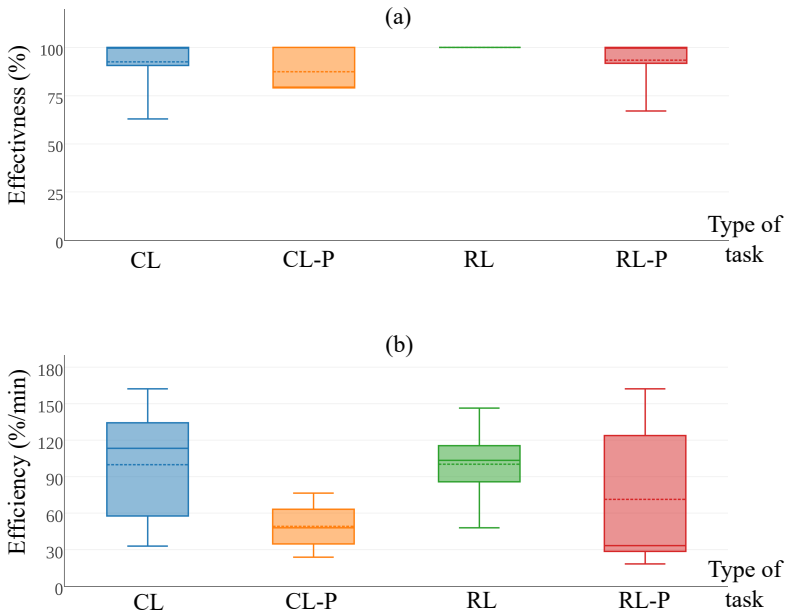 (a)
Effectivness (%)
100
75
50
25
0
CL
CL-P
RL
RL-P
Type of
task
(b)
Efficiency (%/min)
180
150
120
90
60
30
0
CL
CL-P
RL
RL-P
Type of
task